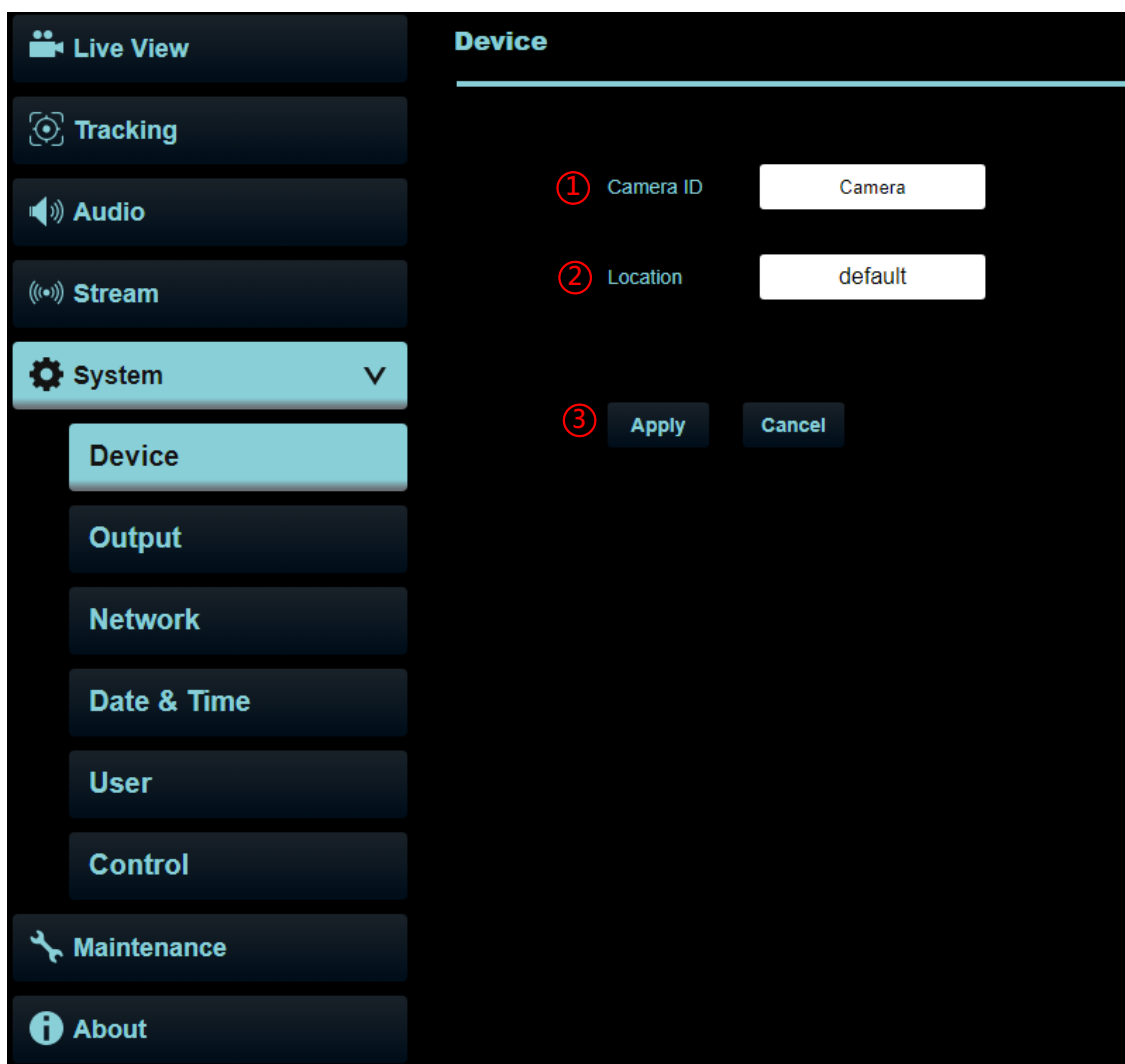 Live View
Tracking
Audio
Stream
System V
Device
Output
Network
Date & Time
User
Control
Maintenance
About
Device
① Camera ID Camera
② Location default
③ Apply Cancel